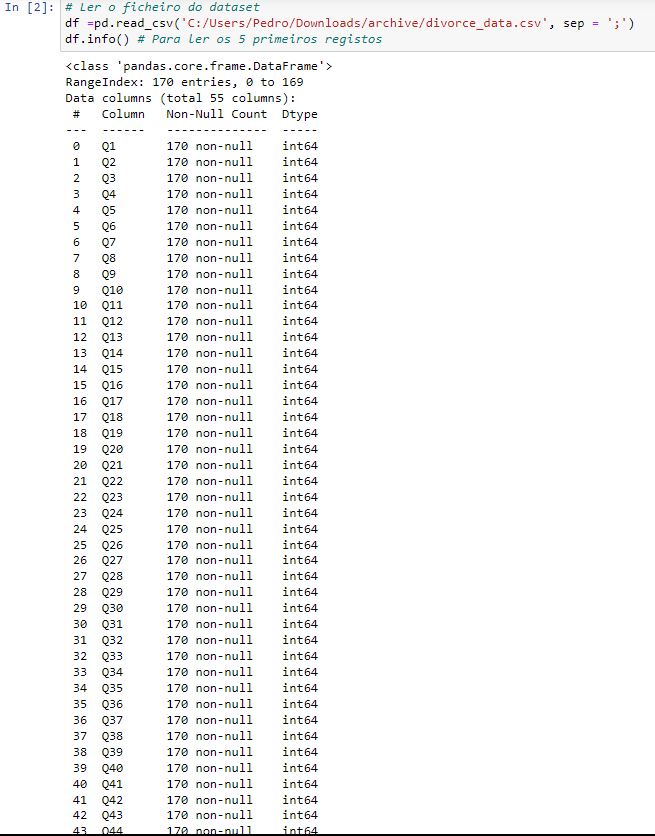 In [2]: # Ler o ficheiro do dataset
df =pd.read_csv('C:/Users/Pedro/Downloads/archive/divorce_data.csv', sep = ';')
df.info() # Para ler os 5 primeiros registos
<class 'pandas.core.frame.DataFrame'>
RangeIndex: 170 entries, 0 to 169
Data columns (total 55 columns):
# Column Non-Null Count Dtype
--- ------ -------------- -----
0 Q1 170 non-null int64
1 Q2 170 non-null int64
2 Q3 170 non-null int64
3 Q4 170 non-null int64
4 Q5 170 non-null int64
5 Q6 170 non-null int64
6 Q7 170 non-null int64
7 Q8 170 non-null int64
8 Q9 170 non-null int64
9 Q10 170 non-null int64
10 Q11 170 non-null int64
11 Q12 170 non-null int64
12 Q13 170 non-null int64
13 Q14 170 non-null int64
14 Q15 170 non-null int64
15 Q16 170 non-null int64
16 Q17 170 non-null int64
17 Q18 170 non-null int64
18 Q19 170 non-null int64
19 Q20 170 non-null int64
20 Q21 170 non-null int64
21 Q22 170 non-null int64
22 Q23 170 non-null int64
23 Q24 170 non-null int64
24 Q25 170 non-null int64
25 Q26 170 non-null int64
26 Q27 170 non-null int64
27 Q28 170 non-null int64
28 Q29 170 non-null int64
29 Q30 170 non-null int64
30 Q31 170 non-null int64
31 Q32 170 non-null int64
32 Q33 170 non-null int64
33 Q34 170 non-null int64
34 Q35 170 non-null int64
35 Q36 170 non-null int64
36 Q37 170 non-null int64
37 Q38 170 non-null int64
38 Q39 170 non-null int64
39 Q40 170 non-null int64
40 Q41 170 non-null int64
41 Q42 170 non-null int64
42 Q43 170 non-null int64
43 Q44 170 non-null int64